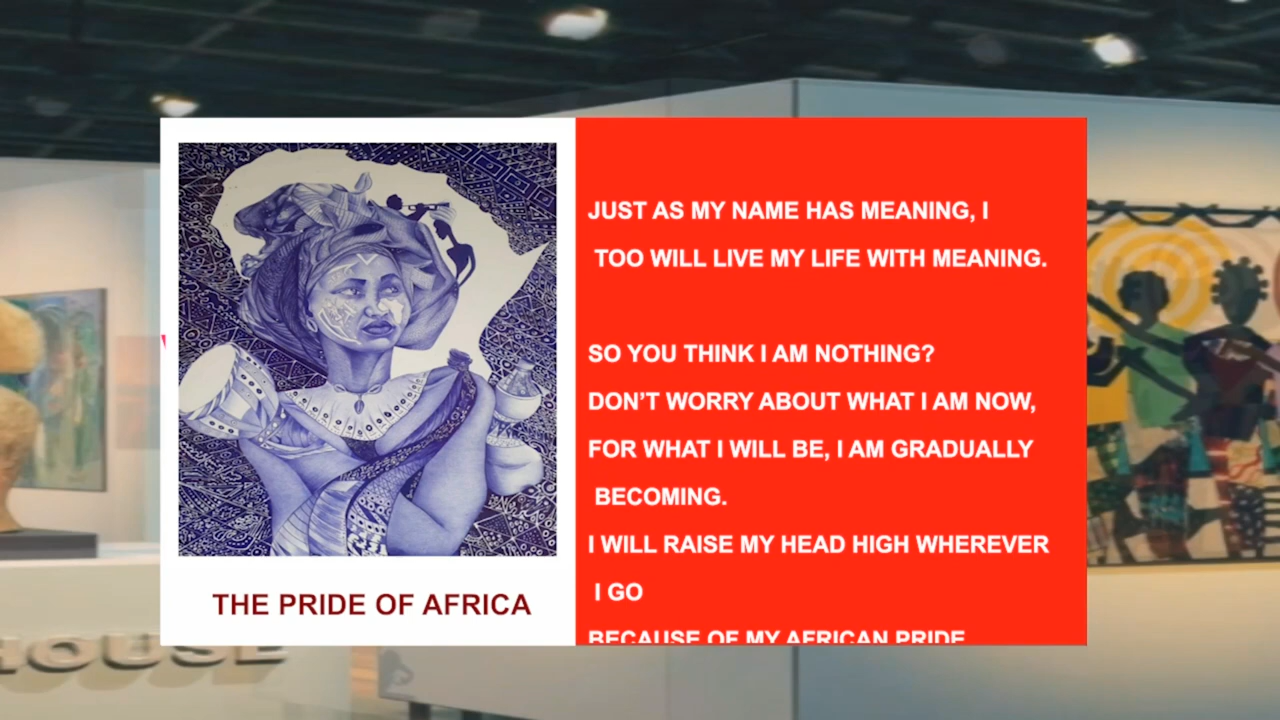 JUST AS MY NAME HAS MEANING, I
TOO WILL LIVE MY LIFE WITH MEANING.
SO YOU THINK I AM NOTHING?
DON’T WORRY ABOUT WHAT I AM NOW,
FOR WHAT I WILL BE, I AM GRADUALLY
BECOMING.
I WILL RAISE MY HEAD HIGH WHEREVER
I GO
BECAUSE OF MY AFRICAN PRIDE
THE PRIDE OF AFRICA
HOUSE